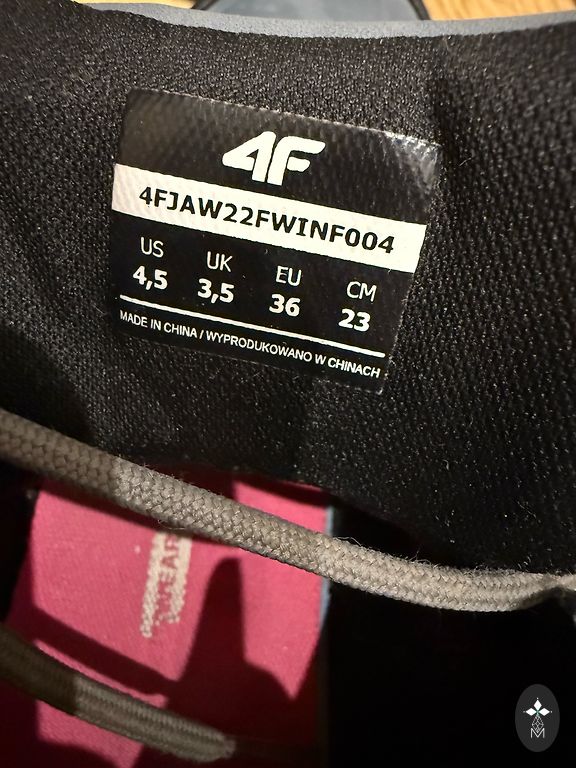 4F
4FJAW22FWINF004
US UK EU CM
4,5 3,5 36 23
MADE IN CHINA / WYPRODUKOWANO W CHINACH